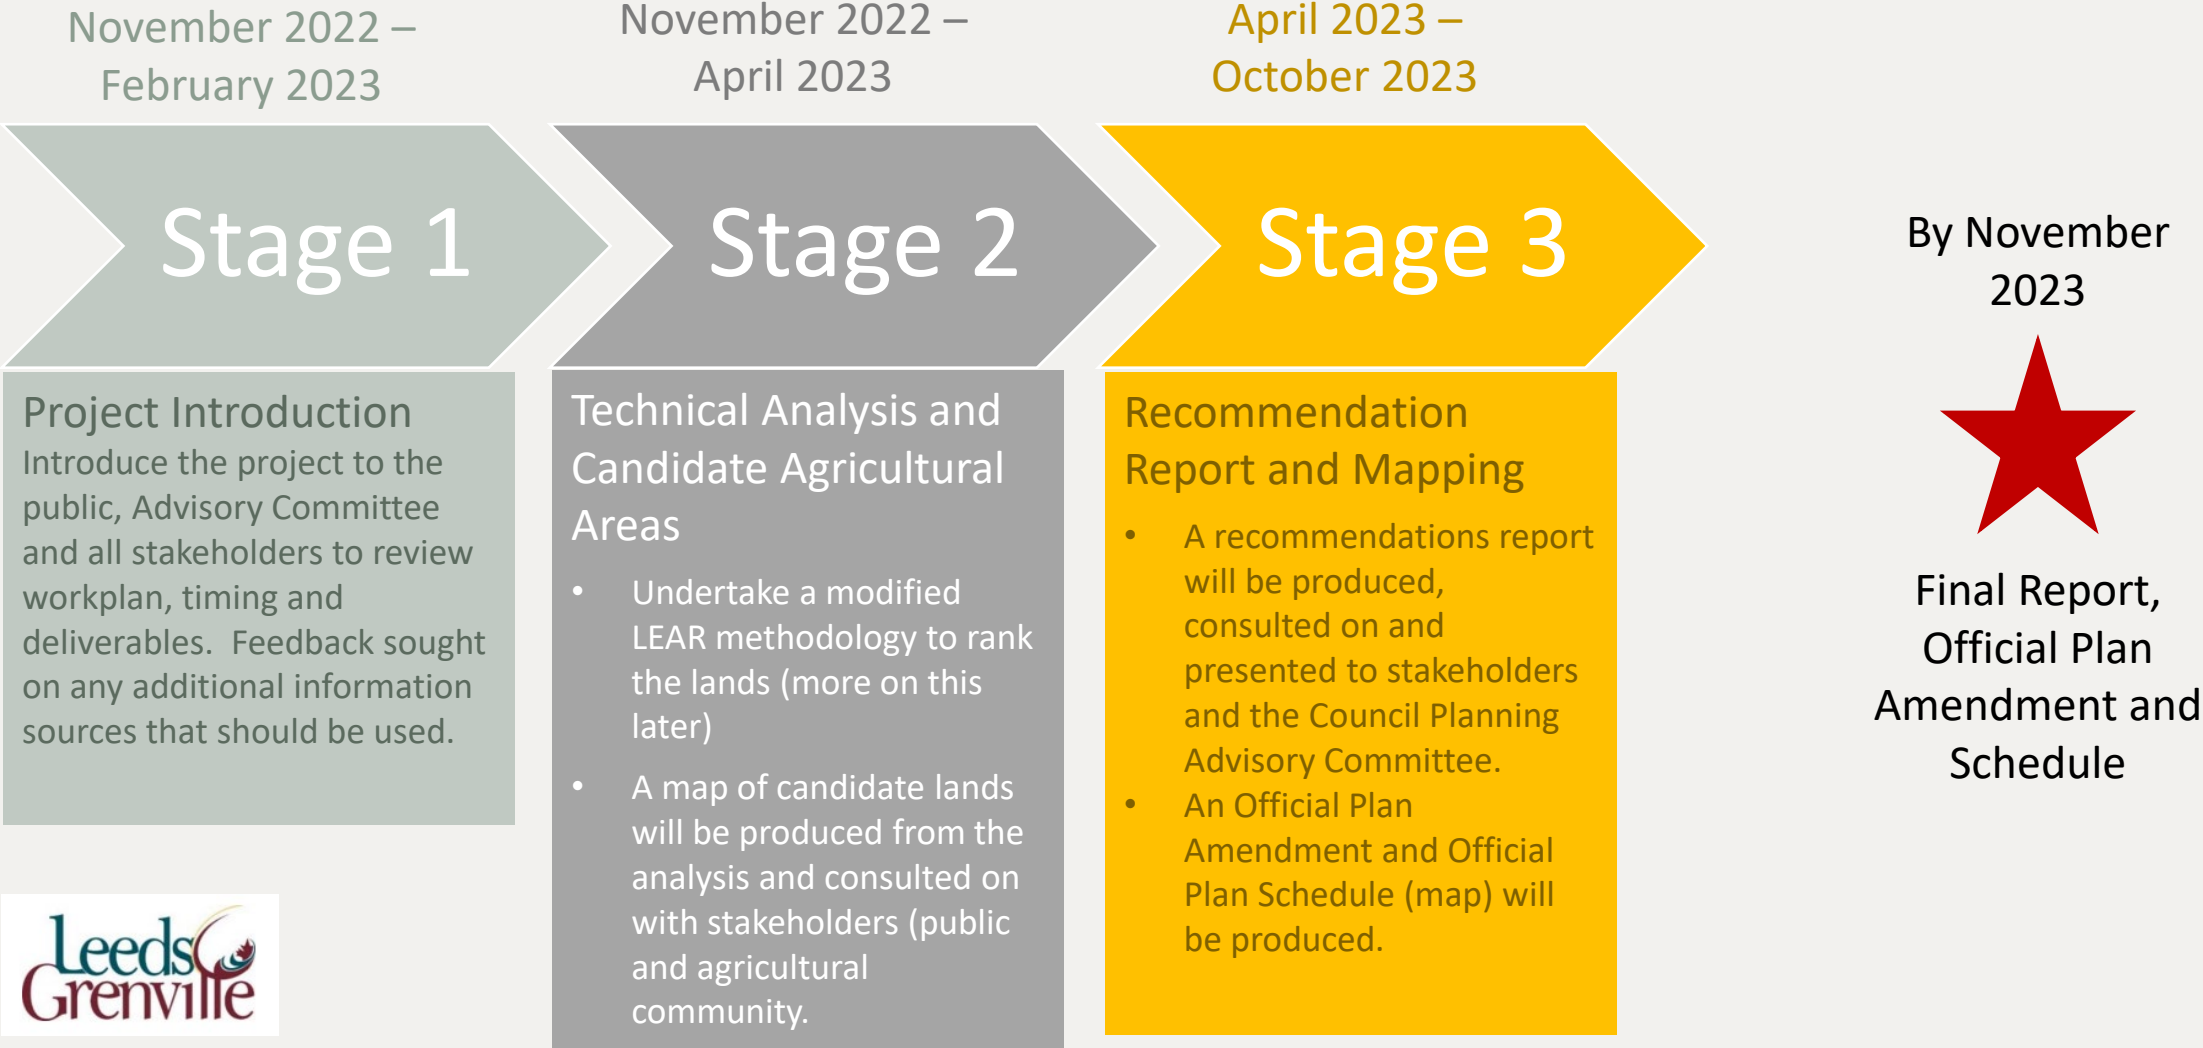 November 2022 –
February 2023
Stage 1
Project Introduction
Introduce the project to the
public, Advisory Committee
and all stakeholders to review
workplan, timing and
deliverables.  Feedback sought
on any additional information
sources that should be used.
November 2022 –
April 2023
Stage 2
Technical Analysis and
Candidate Agricultural
Areas
• Undertake a modified
LEAR methodology to rank
the lands (more on this
later)
• A map of candidate lands
will be produced from the
analysis and consulted on
with stakeholders (public
and agricultural
community.
April 2023 –
October 2023
Stage 3
Recommendation
Report and Mapping
• A recommendations report
will be produced,
consulted on and
presented to stakeholders
and the Council Planning
Advisory Committee.
• An Official Plan
Amendment and Official
Plan Schedule (map) will
be produced.
By November
2023
Final Report,
Official Plan
Amendment and
Schedule
Leeds
Grenville